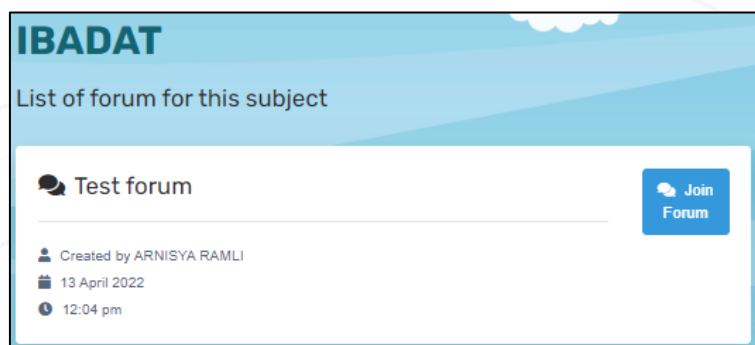 IBADAT
List of forum for this subject
Test forum
Join
Forum
Created by ARNISYA RAMLI
13 April 2022
12:04 pm